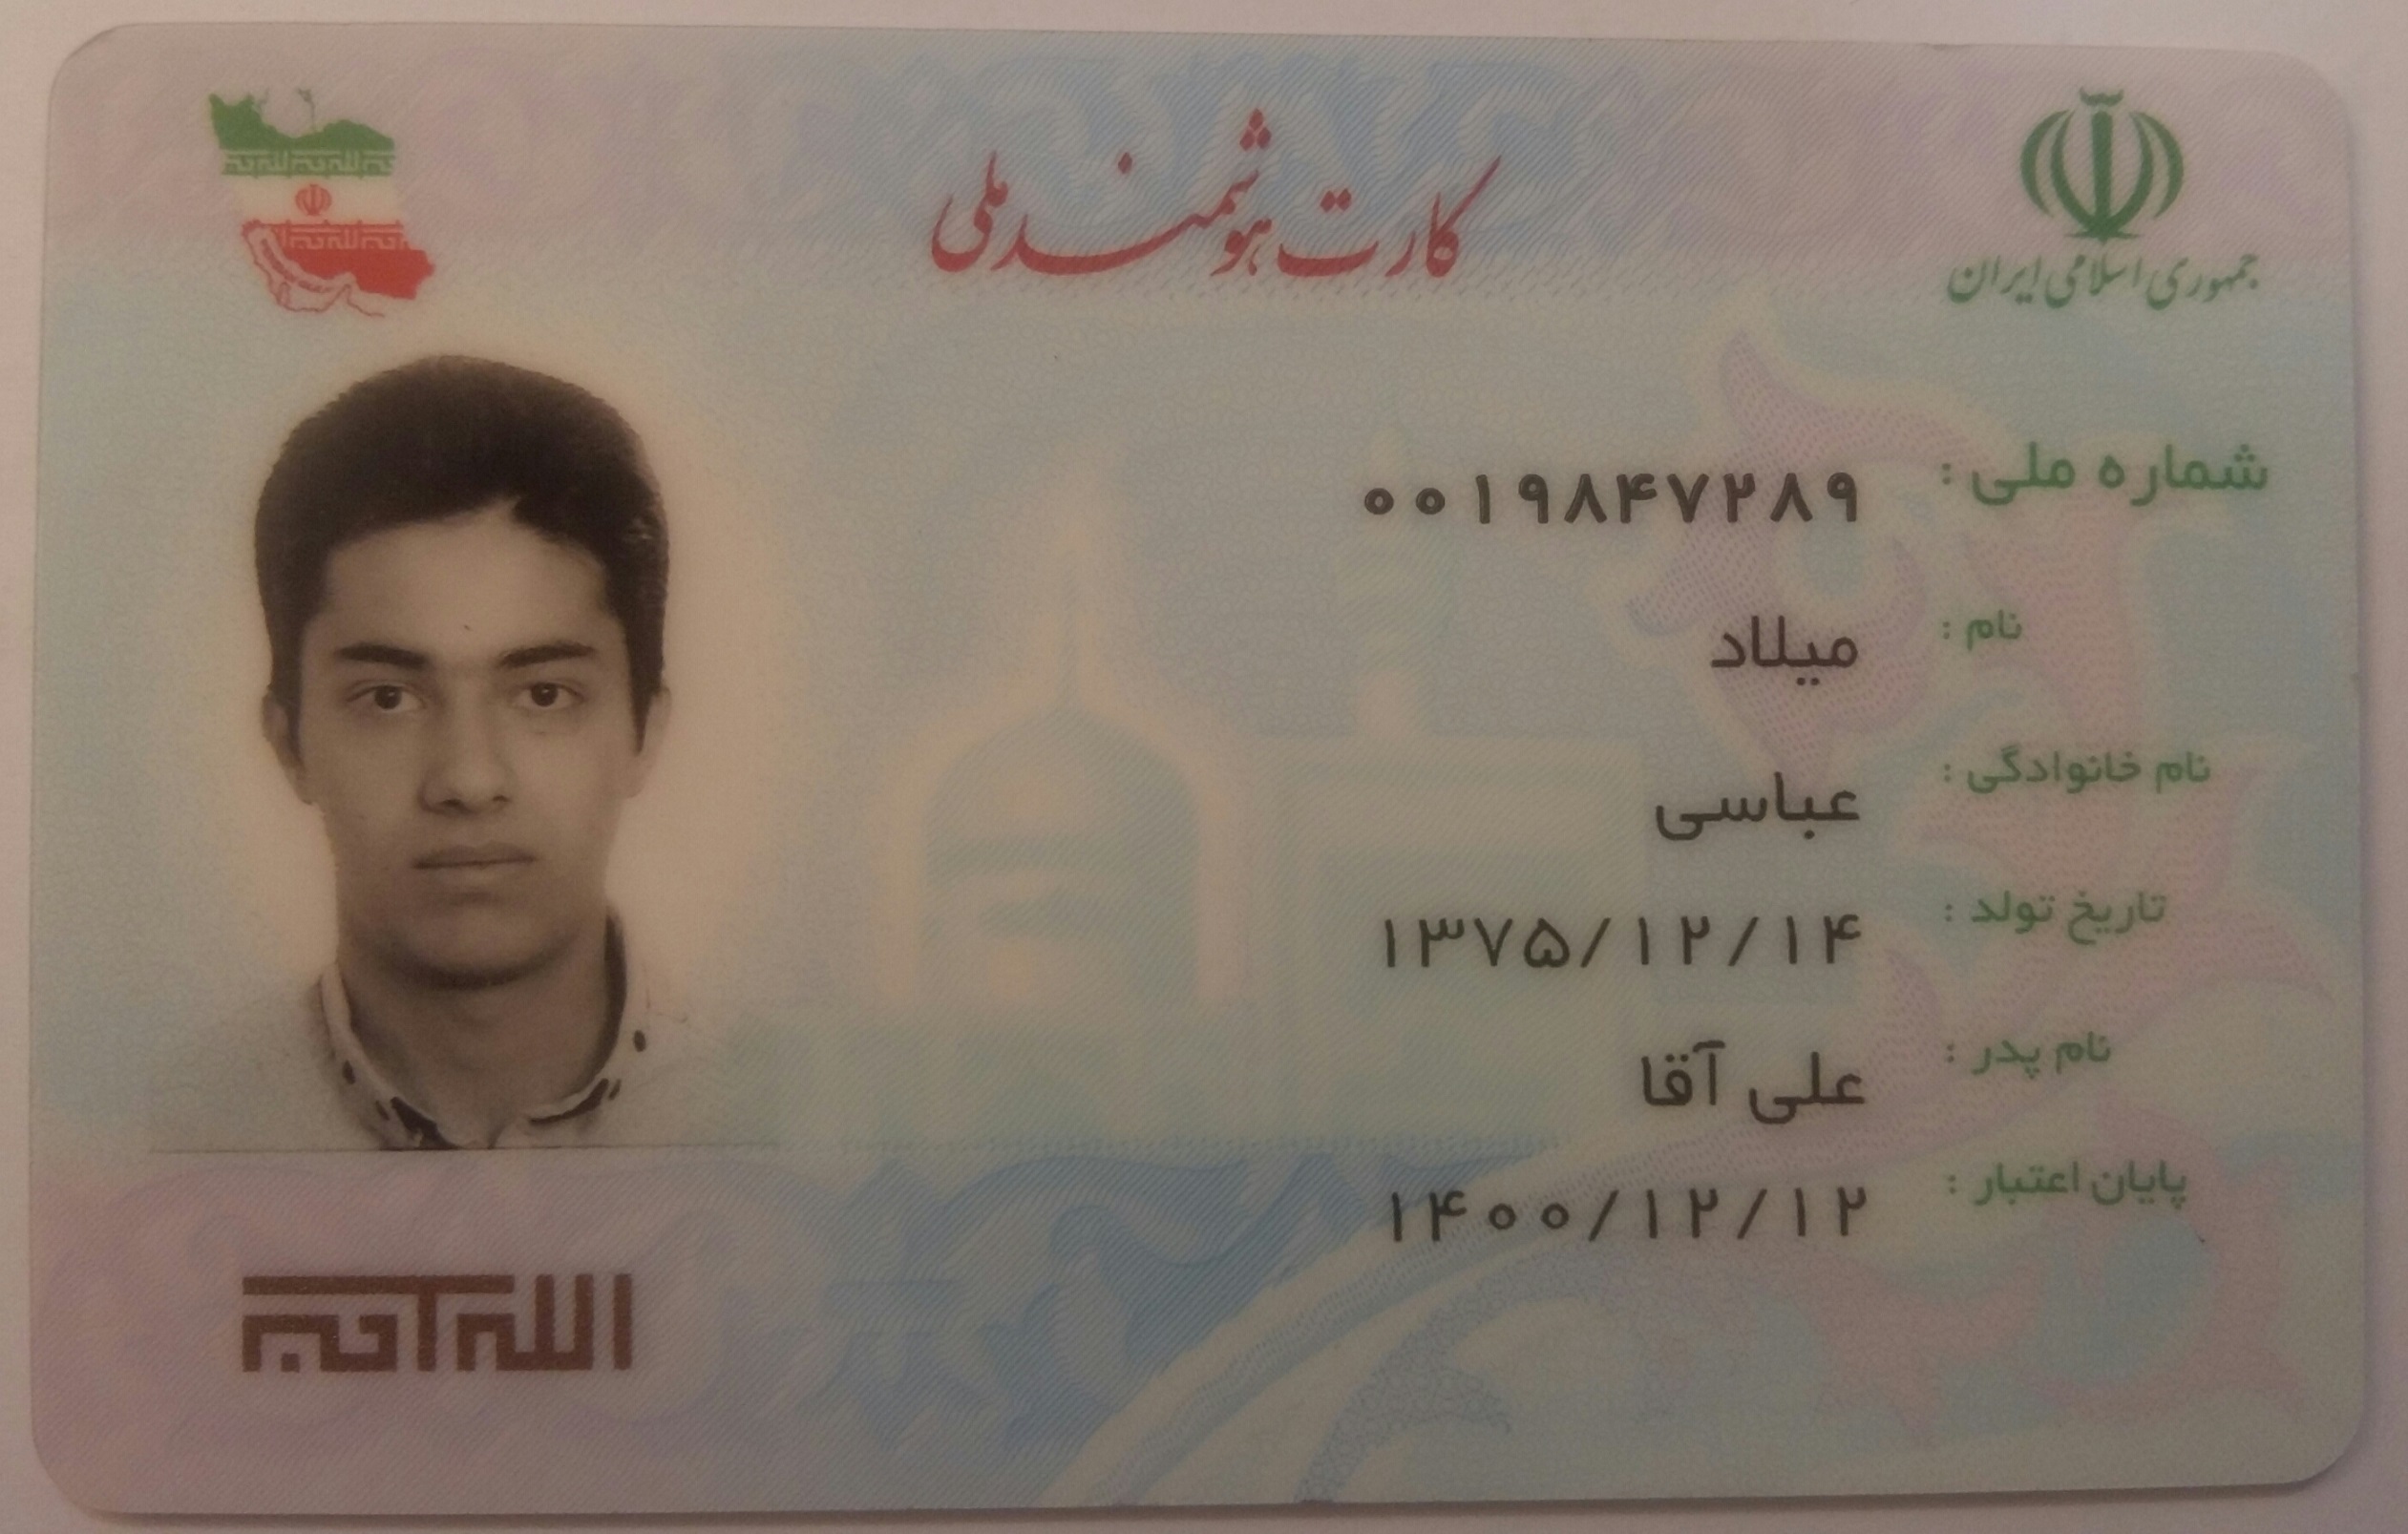 جمهوری اسلامی ایران
کارت هوشمند ملی
شماره ملی : ۰۰۱۹۸۴۷۲۸۹
نام : میلاد
نام خانوادگی : عباسی
تاریخ تولد : ۱۳۷۵/۱۲/۱۴
نام پدر : علی آقا
پایان اعتبار : ۱۴۰۰/۱۲/۱۲
الله اکبر